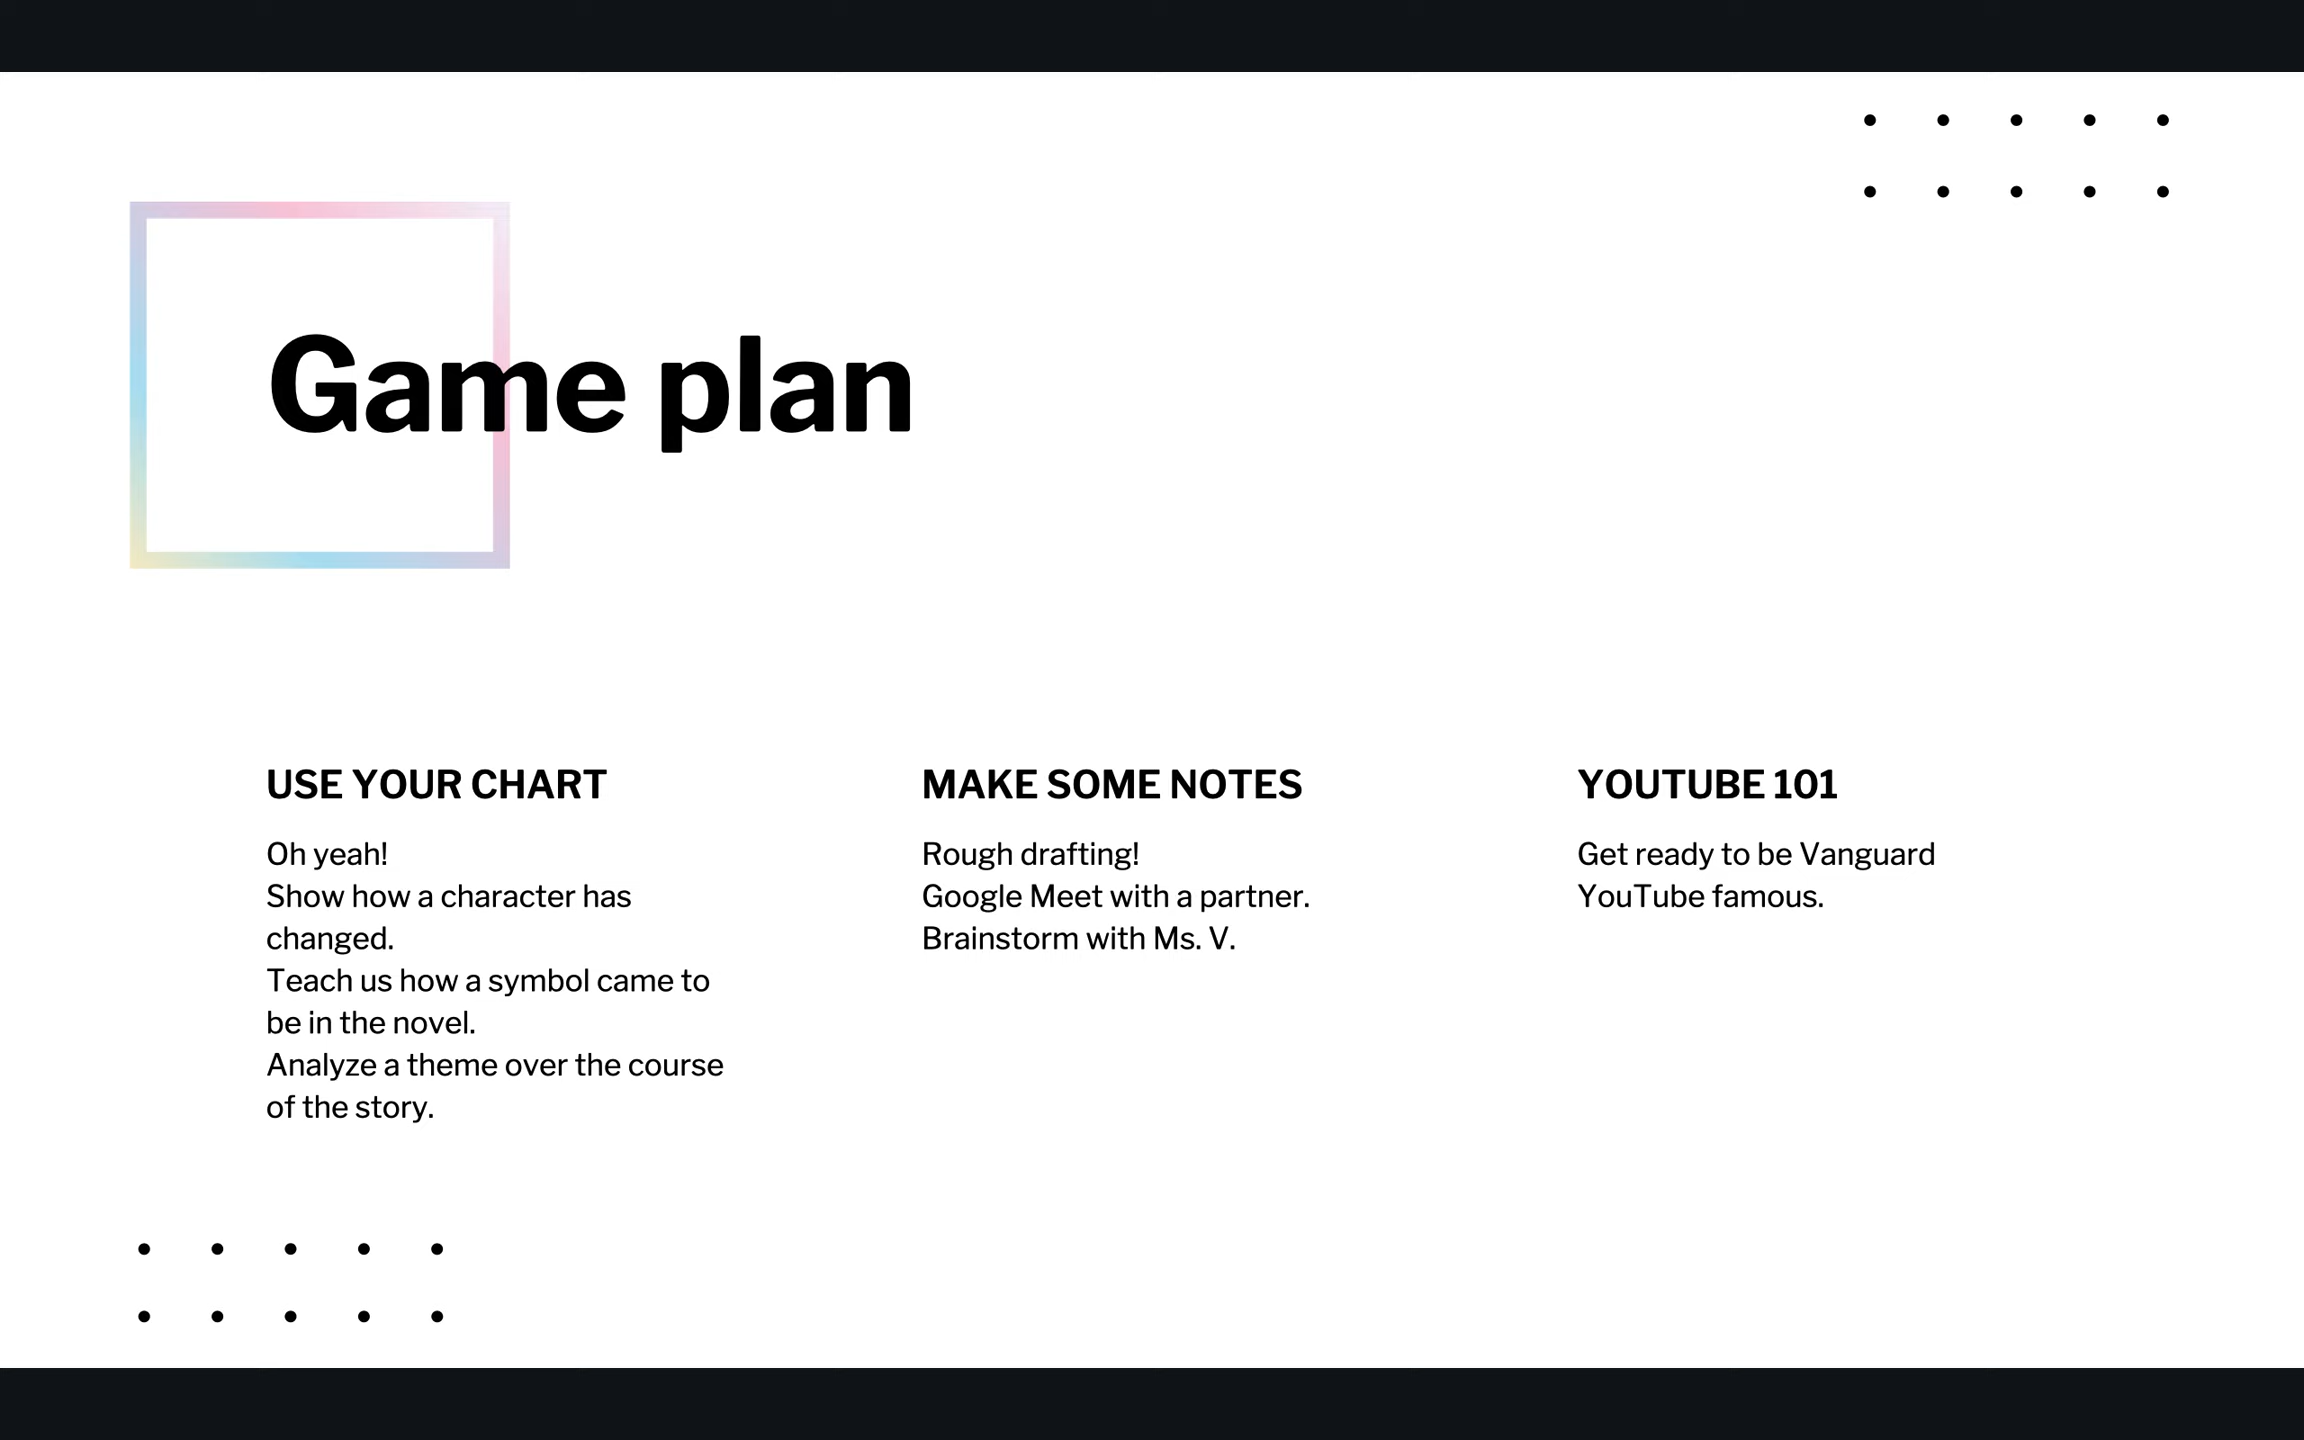 Game plan
USE YOUR CHART
Oh yeah!
Show how a character has
changed.
Teach us how a symbol came to
be in the novel.
Analyze a theme over the course
of the story.
MAKE SOME NOTES
Rough drafting!
Google Meet with a partner.
Brainstorm with Ms. V.
YOUTUBE 101
Get ready to be Vanguard
YouTube famous.